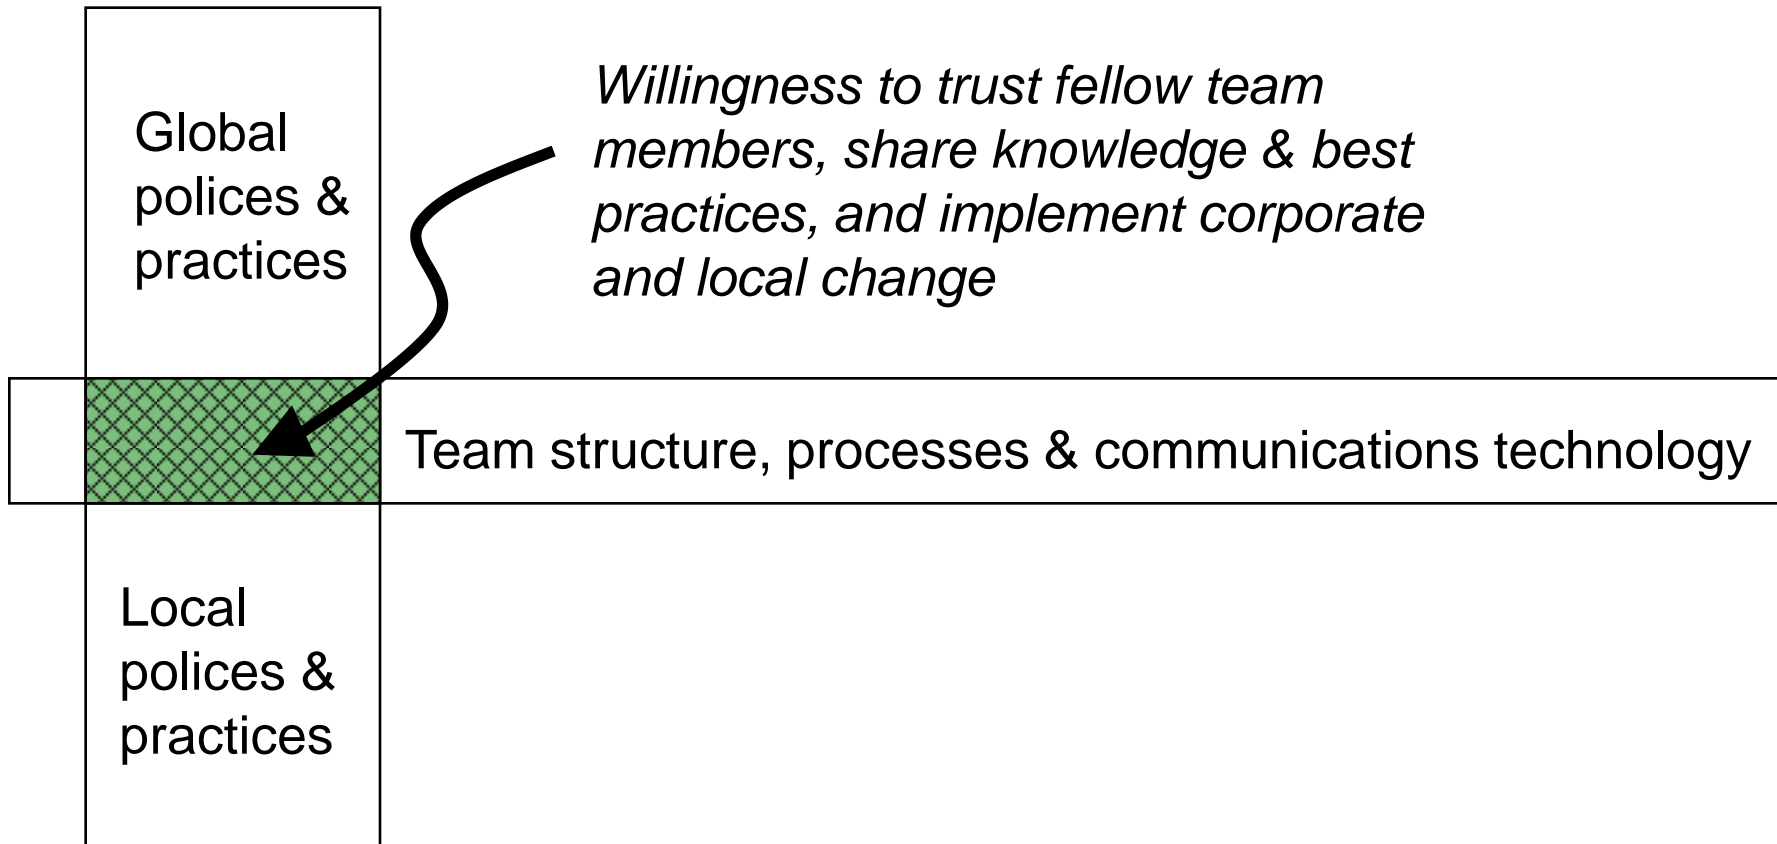 Global
polices &
practices
Willingness to trust fellow team
members, share knowledge & best
practices, and implement corporate
and local change
Team structure, processes & communications technology
Local
polices &
practices